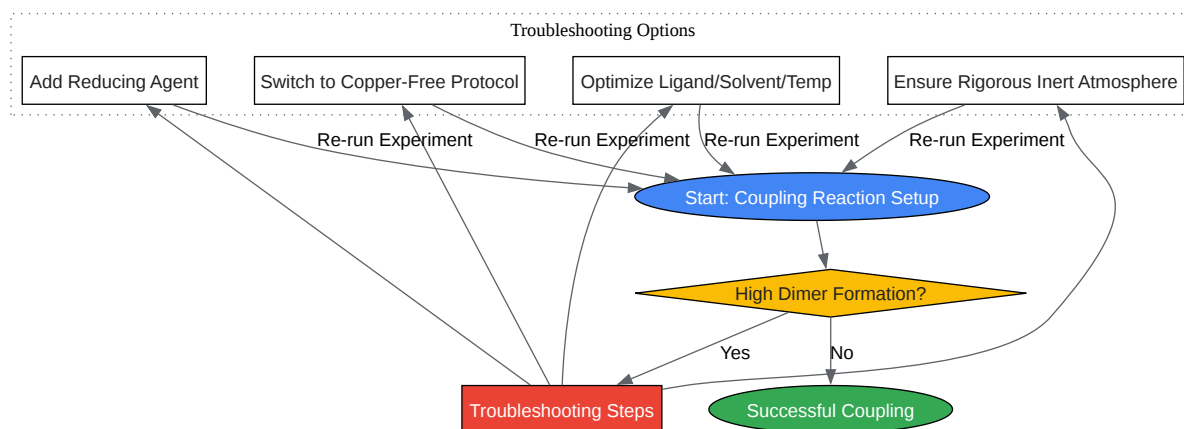 Troubleshooting Options
Add Reducing Agent
Switch to Copper-Free Protocol
Optimize Ligand/Solvent/Temp
Ensure Rigorous Inert Atmosphere
Re-run Experiment
Re-run Experiment
Re-run Experiment
Re-run Experiment
Start: Coupling Reaction Setup
High Dimer Formation?
Yes
No
Troubleshooting Steps
Successful Coupling